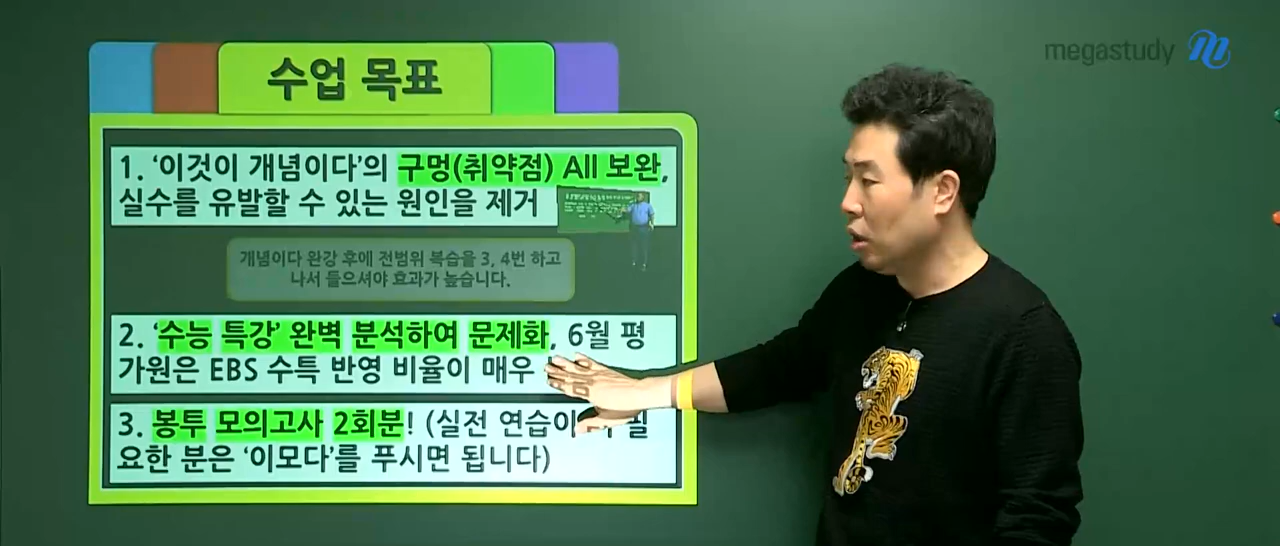 megastudy
수업 목표
1. ‘이것이 개념이다’의 구멍(취약점) All 보완,
실수를 유발할 수 있는 원인을 제거
개념이다 완강 후에 전범위 복습을 3, 4번 하고
나서 들으셔야 효과가 높습니다.
2. ‘수능 특강’ 완벽 분석하여 문제화, 6월 평
가원은 EBS 수특 반영 비율이 매우
3. 봉투 모의고사 2회분! (실전 연습이 필
요한 분은 ‘이모다’를 푸시면 됩니다)